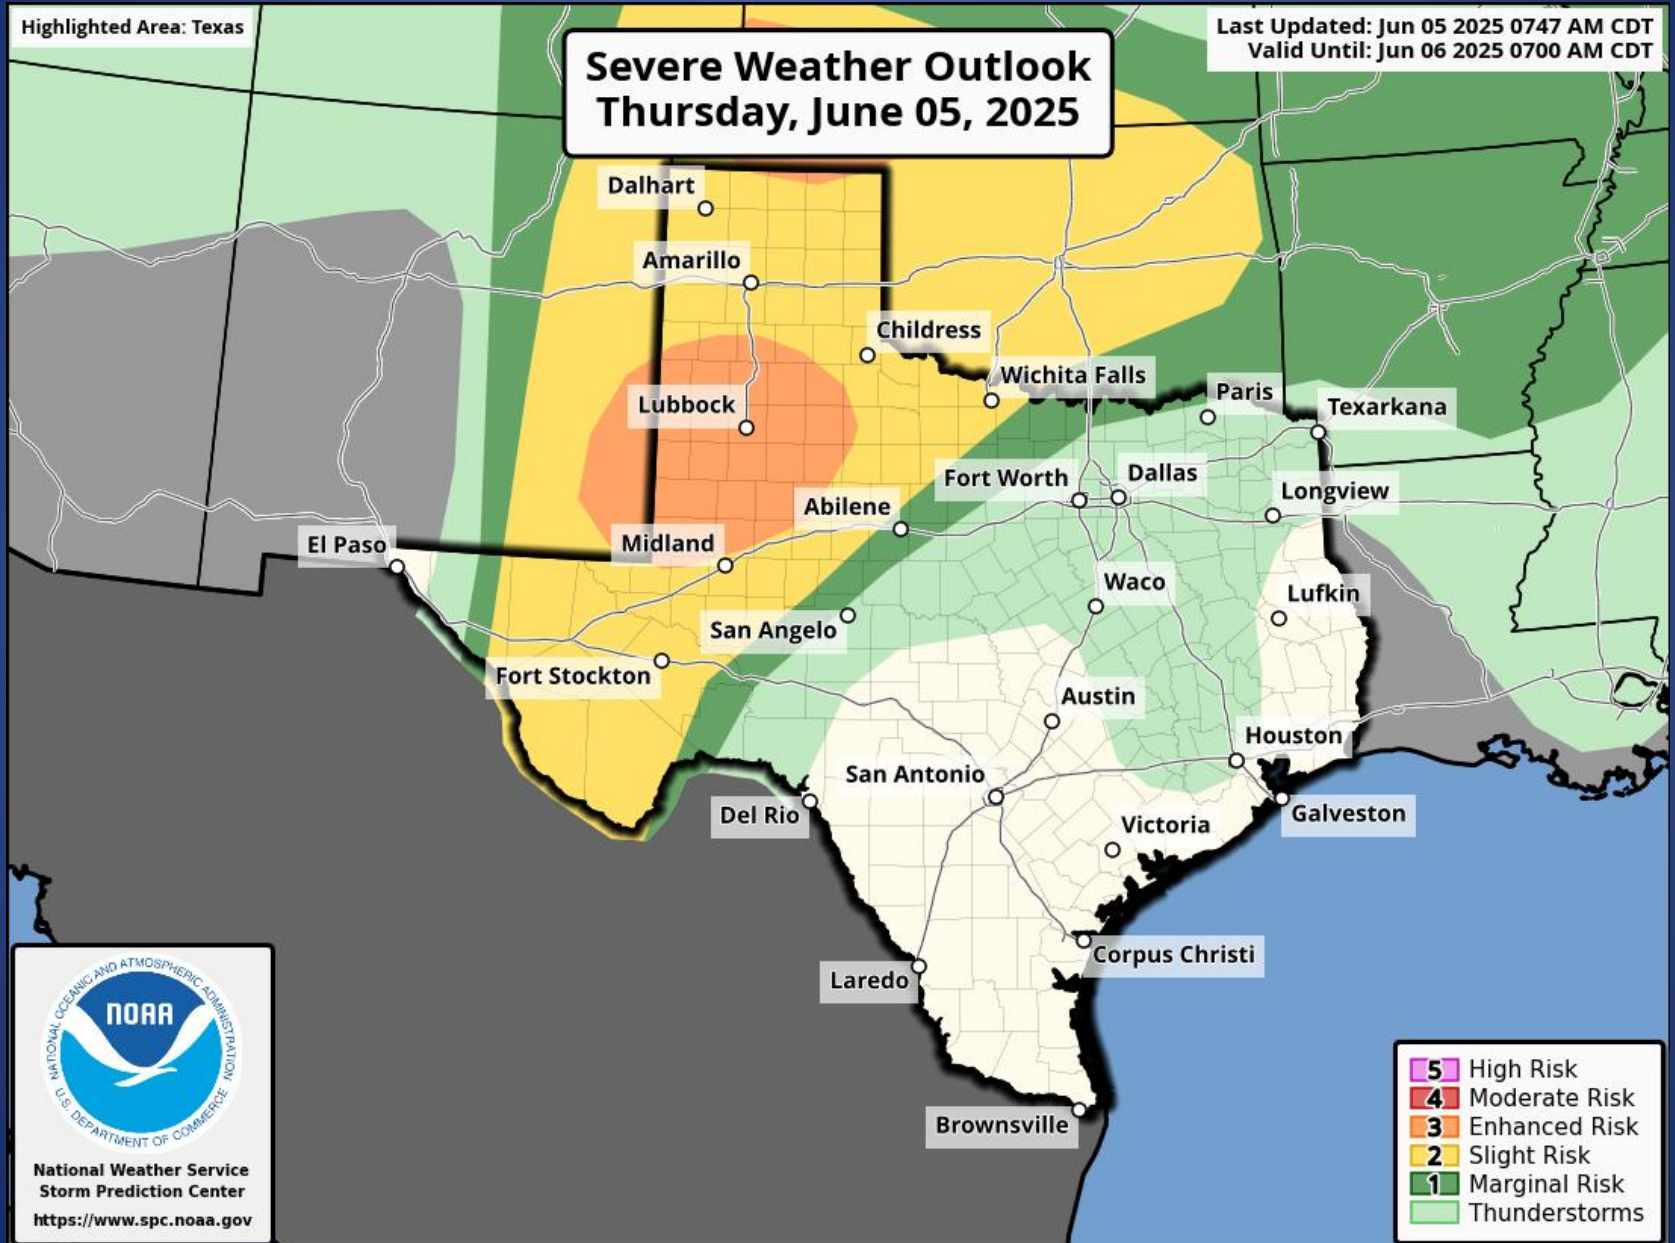 Highlighted Area: Texas
Last Updated: Jun 05 2025 0747 AM CDT
Valid Until: Jun 06 2025 0700 AM CDT
Severe Weather Outlook
Thursday, June 05, 2025
Dalhart
Amarillo
Childress
Wichita Falls
Paris
Lubbock
Texarkana
Fort Worth
Dallas
Longview
Abilene
El Paso
Midland
Waco
Lufkin
San Angelo
Fort Stockton
Austin
Houston
San Antonio
Del Rio
Galveston
Victoria
Corpus Christi
Laredo
Brownsville
NATIONAL OCEANIC AND ATMOSPHERIC ADMINISTRATION
NOAA
U.S. DEPARTMENT OF COMMERCE
National Weather Service
Storm Prediction Center
https://www.spc.noaa.gov
5 High Risk
4 Moderate Risk
3 Enhanced Risk
2 Slight Risk
1 Marginal Risk
Thunderstorms